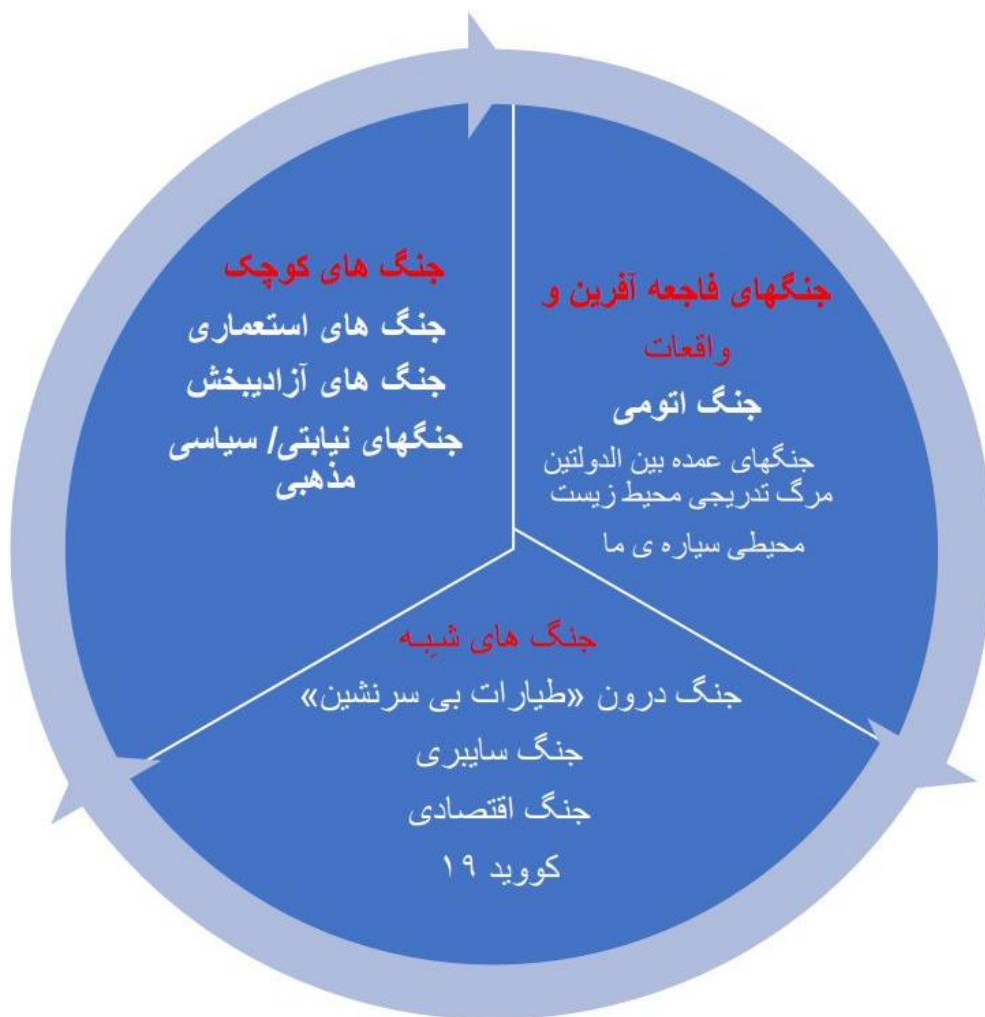 جنگ های کوچک
جنگ های استعماری
جنگ های آزادیبخش
جنگهای نیابتی/ سیاسی
مذهبی
جنگهای فاجعه آفرین و
واقعات
جنگ اتومی
جنگهای عمده بین الدولتین
مرگ تدریجی محیط زیست
محیطی سیاره ی ما
جنگ های شبِه
جنگ درون «طیارات بی سرنشین»
جنگ سایبری
جنگ اقتصادی
کووید ۱۹